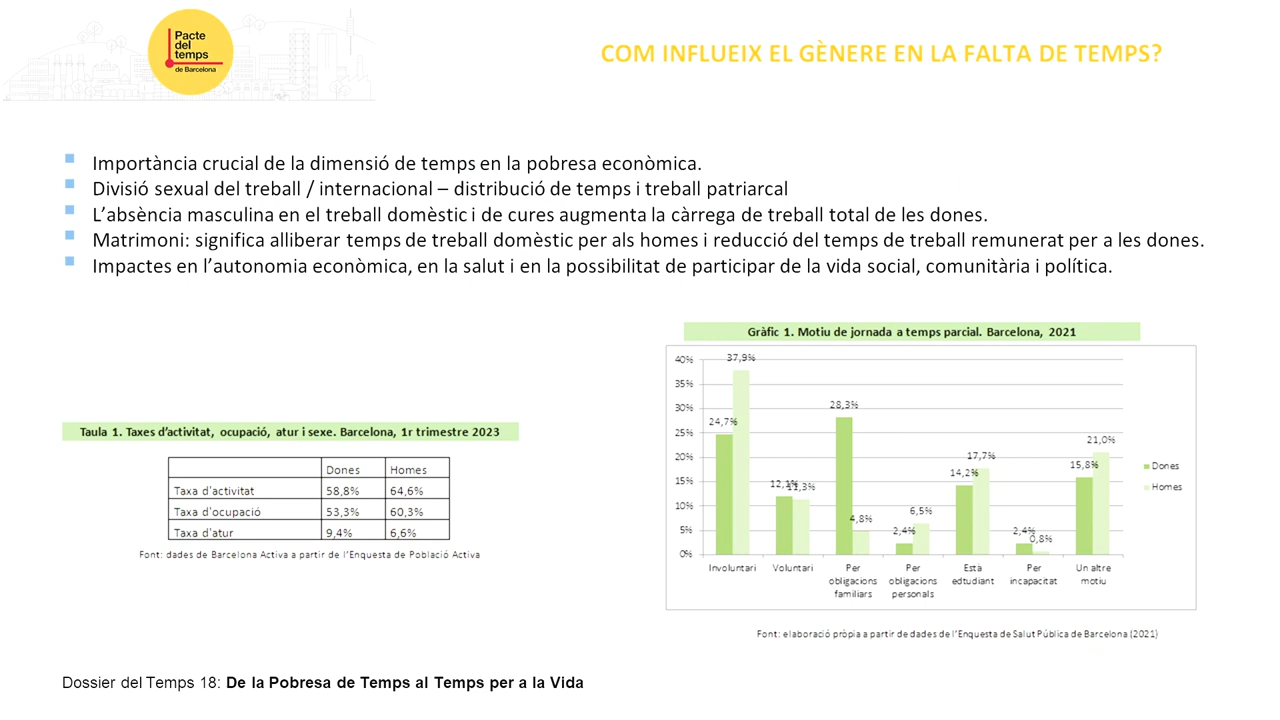 Pacte
del
temps
de Barcelona
COM INFLUEIX EL GÈNERE EN LA FALTA DE TEMPS?
Importància crucial de la dimensió de temps en la pobresa econòmica.
Divisió sexual del treball / internacional – distribució de temps i treball patriarcal
L’absència masculina en el treball domèstic i de cures augmenta la càrrega de treball total de les dones.
Matrimoni: significa alliberar temps de treball domèstic per als homes i reducció del temps de treball remunerat per a les dones.
Impactes en l’autonomia econòmica, en la salut i en la possibilitat de participar de la vida social, comunitària i política.
Taula 1. Taxes d’activitat, ocupació, atur i sexe. Barcelona, 1r trimestre 2023
Dones Homes
Taxa d'activitat 58,8% 64,6%
Taxa d'ocupació 53,3% 60,3%
Taxa d'atur 9,4% 6,6%
Font: dades de Barcelona Activa a partir de l’Enquesta de Població Activa
Gràfic 1. Motiu de jornada a temps parcial. Barcelona, 2021
40%
35%
30%
25%
20%
15%
10%
5%
0%
24,7% 37,9%
12,1% 11,3%
28,3% 4,8%
2,4% 6,5%
14,2% 17,7%
2,4% 0,8%
15,8% 21,0%
Involuntari
Voluntari
Per
obligacions
familiars
Per
obligacions
personals
Està
edtudiant
Per
incapacitat
Un altre
motiu
Dones
Homes
Font: elaboració pròpia a partir de dades de l’Enquesta de Salut Pública de Barcelona (2021)
Dossier del Temps 18: De la Pobresa de Temps al Temps per a la Vida